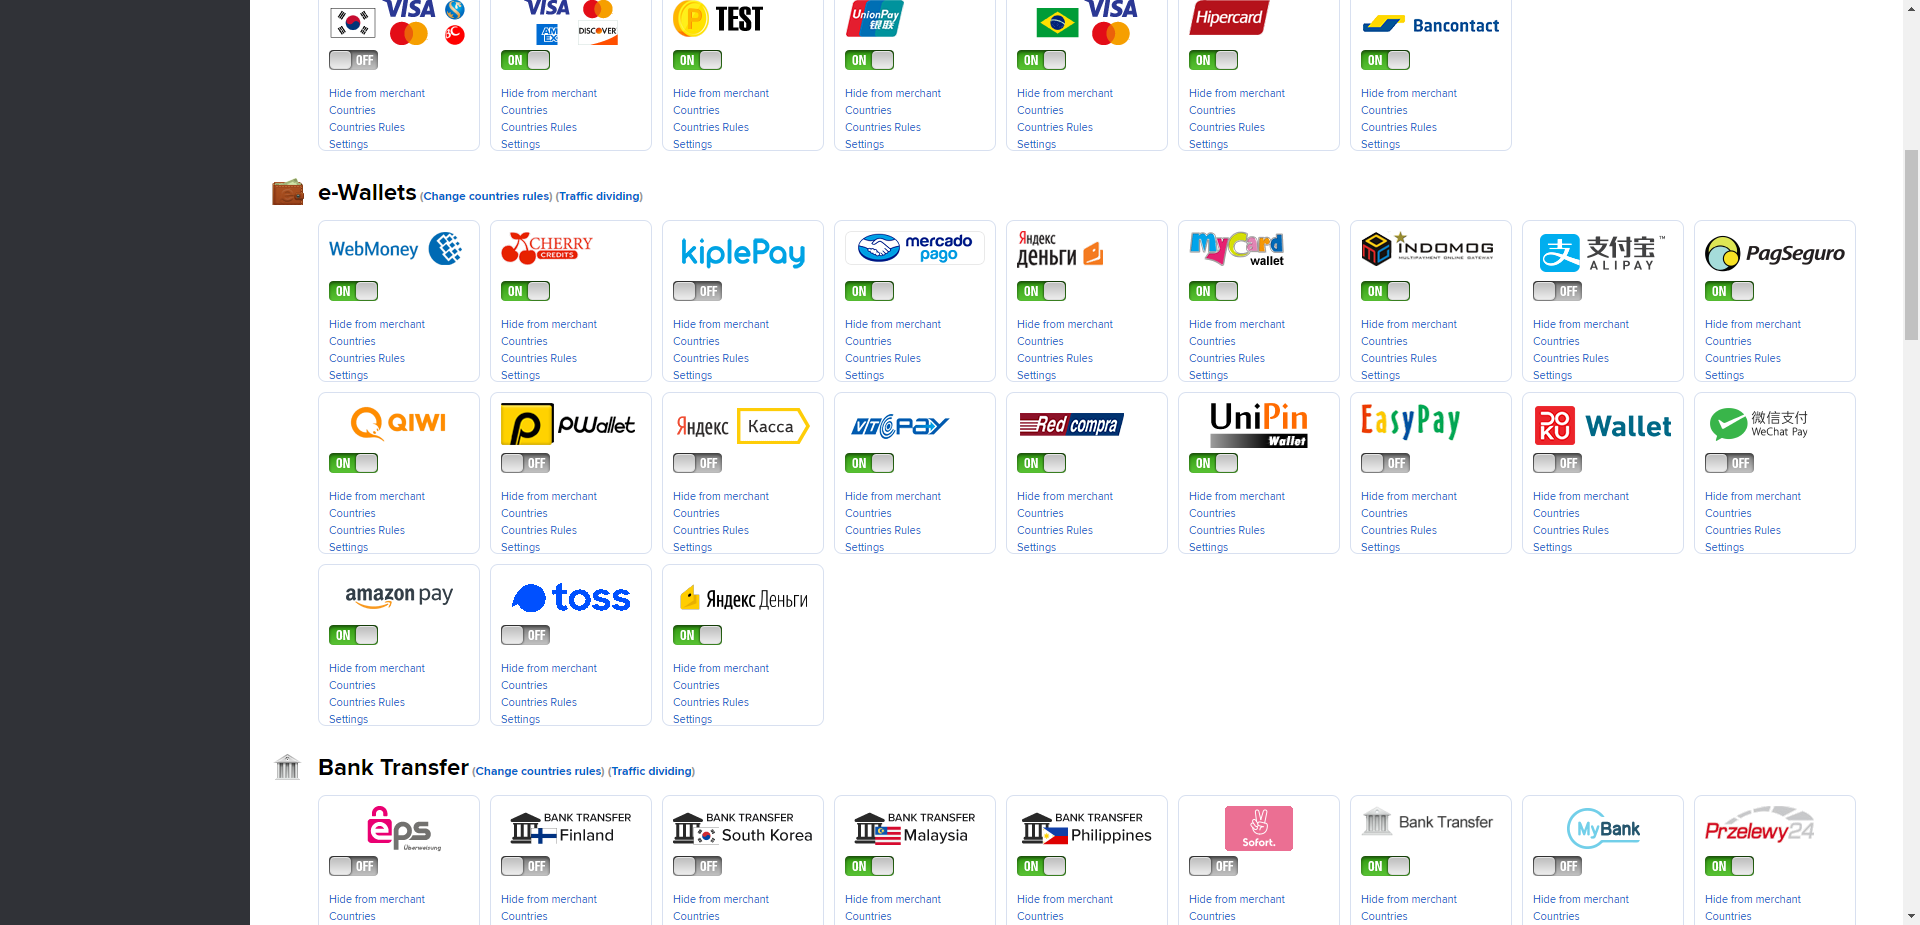 VISA VISA VISA
AM EX DISCOVER TEST UnionPay 银联 Hipercard Bancontact
OFF ON ON ON ON ON ON
Hide from merchant Hide from merchant Hide from merchant Hide from merchant Hide from merchant Hide from merchant Hide from merchant
Countries Countries Countries Countries Countries Countries Countries
Countries Rules Countries Rules Countries Rules Countries Rules Countries Rules Countries Rules Countries Rules
Settings Settings Settings Settings Settings Settings Settings
e-Wallets (Change countries rules) (Traffic dividing)
WebMoney CHERRY CREDITS kiplePay mercado pago Яндекс деньги MyCard wallet INDOMOG MULTIPAYMENT ONLINE GATEWAY 支 支付宝™ ALIPAY PagSeguro
ON ON OFF ON ON ON ON OFF ON
Hide from merchant Hide from merchant Hide from merchant Hide from merchant Hide from merchant Hide from merchant Hide from merchant Hide from merchant Hide from merchant
Countries Countries Countries Countries Countries Countries Countries Countries Countries
Countries Rules Countries Rules Countries Rules Countries Rules Countries Rules Countries Rules Countries Rules Countries Rules Countries Rules
Settings Settings Settings Settings Settings Settings Settings Settings Settings
QIWI pWallet Яндекс Касса VTC PAY Red compra UniPin Wallet EasyPay DOKU Wallet 微信支付 WeChat Pay
ON OFF OFF ON ON ON OFF OFF OFF
Hide from merchant Hide from merchant Hide from merchant Hide from merchant Hide from merchant Hide from merchant Hide from merchant Hide from merchant Hide from merchant
Countries Countries Countries Countries Countries Countries Countries Countries Countries
Countries Rules Countries Rules Countries Rules Countries Rules Countries Rules Countries Rules Countries Rules Countries Rules Countries Rules
Settings Settings Settings Settings Settings Settings Settings Settings Settings
amazon pay toss Яндекс Деньги
ON OFF ON
Hide from merchant Hide from merchant Hide from merchant
Countries Countries Countries
Countries Rules Countries Rules Countries Rules
Settings Settings Settings
Bank Transfer (Change countries rules) (Traffic dividing)
eps Überweisung BANK TRANSFER Finland BANK TRANSFER South Korea BANK TRANSFER Malaysia BANK TRANSFER Philippines Sofort. Bank Transfer MyBank Przelewy24
OFF OFF OFF ON ON OFF ON OFF ON
Hide from merchant Hide from merchant Hide from merchant Hide from merchant Hide from merchant Hide from merchant Hide from merchant Hide from merchant Hide from merchant
Countries Countries Countries Countries Countries Countries Countries Countries Countries